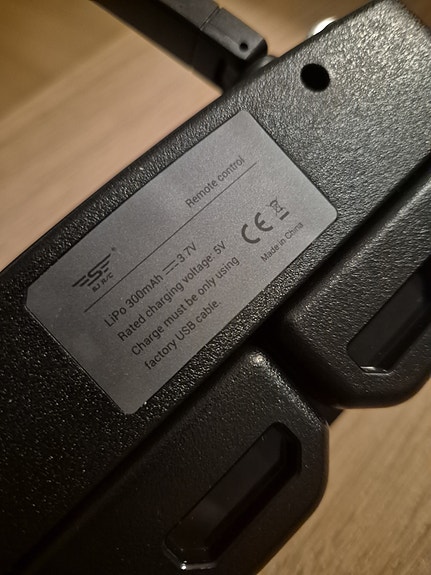 Remote control
SJ R/C
®
LiPo 300mAh ⎓ 3.7V
Rated charging voltage: 5V
Charge must be only using
factory USB cable.
CE
Made in China